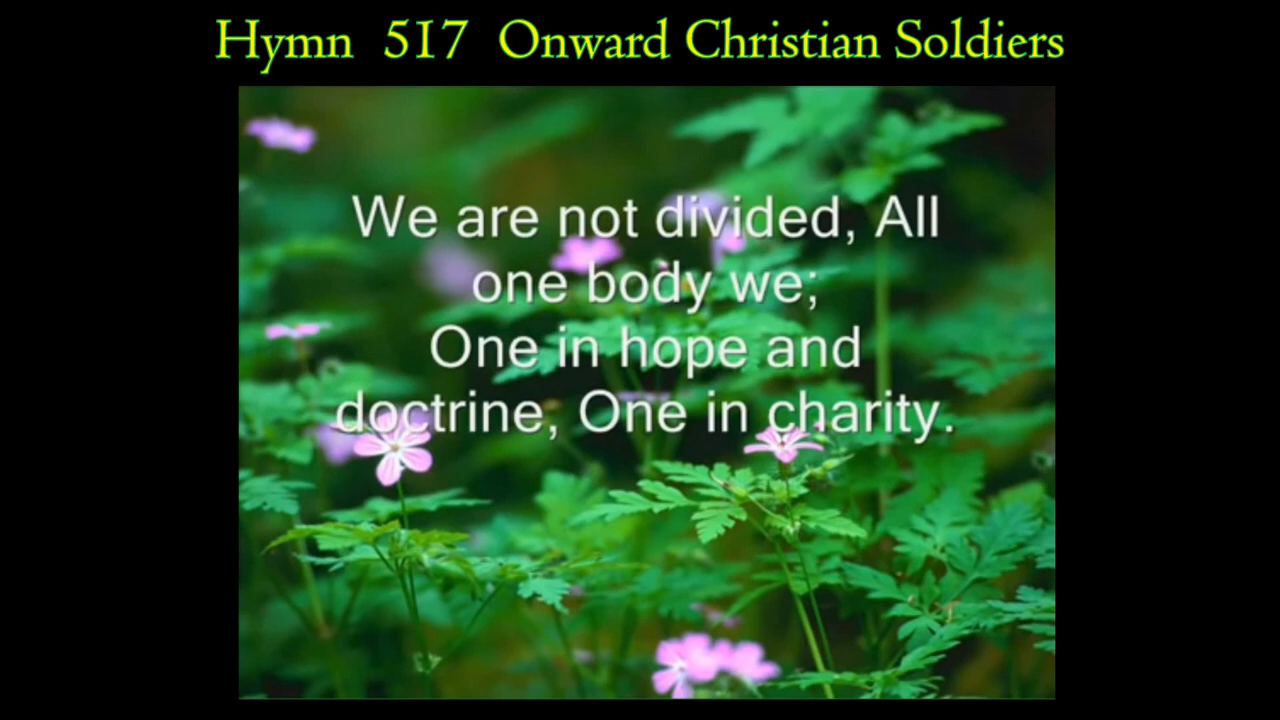 Hymn 517 Onward Christian Soldiers
We are not divided, All
one body we;
One in hope and
doctrine, One in charity.